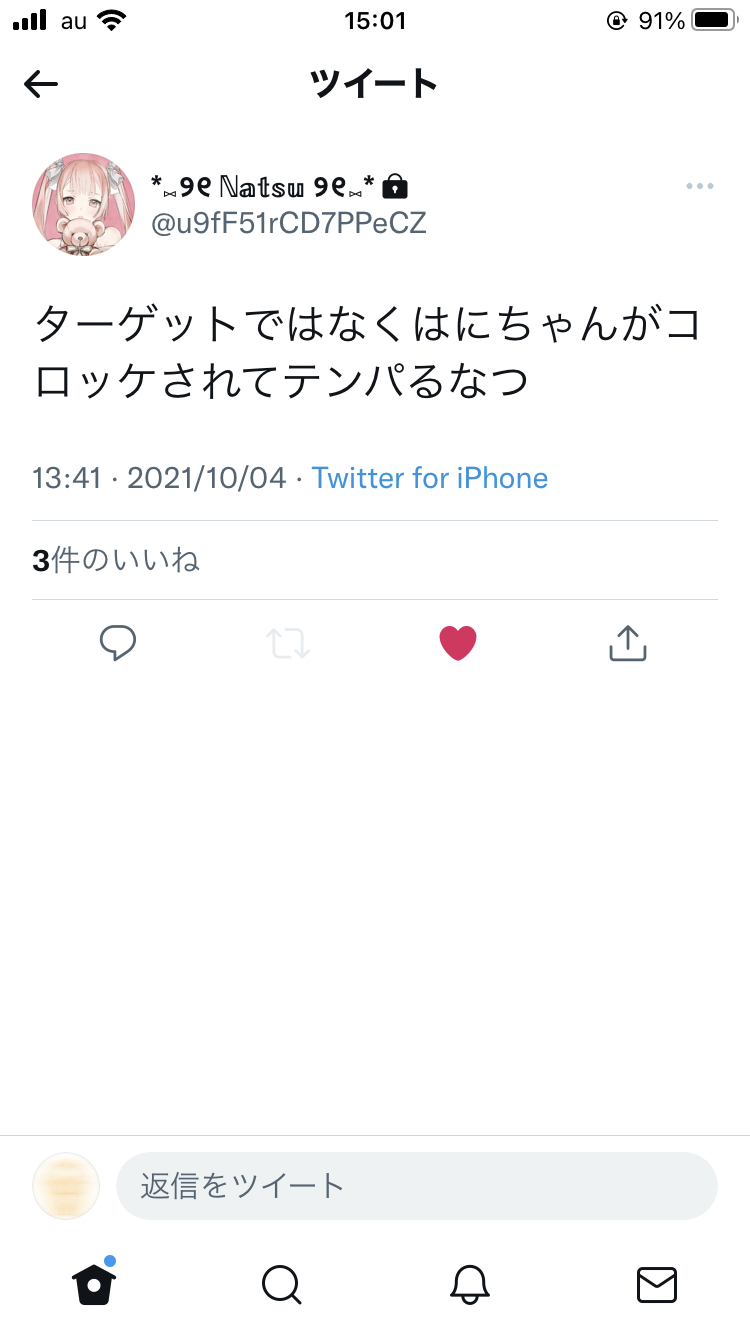 au 15:01 91%
ツイート
*⑅୨୧ ℕ𝕒𝕥𝕤𝕦 ୨୧⑅*
@u9fF51rCD7PPeCZ
ターゲットではなくはにちゃんがコ
ロッケされてテンパるなつ
13:41 · 2021/10/04 · Twitter for iPhone
3件のいいね
返信をツイート